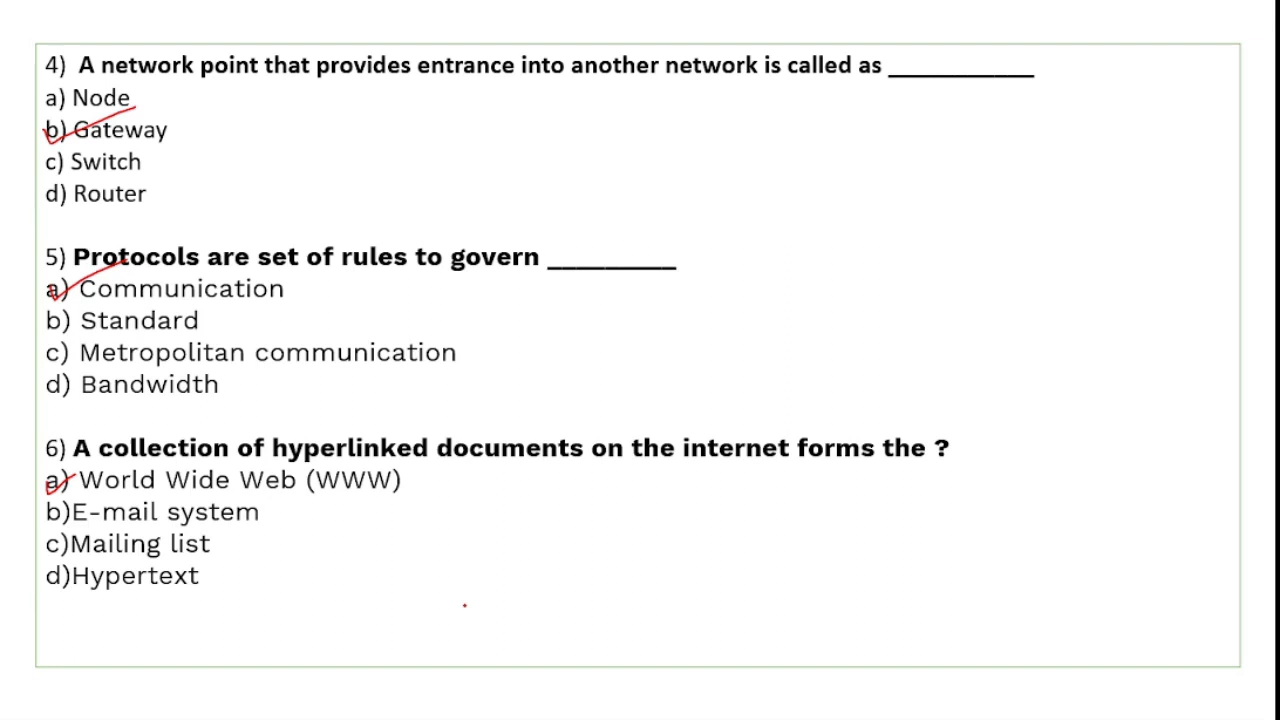 4) A network point that provides entrance into another network is called as ___________
a) Node
b) Gateway
c) Switch
d) Router
5) Protocols are set of rules to govern _________
a) Communication
b) Standard
c) Metropolitan communication
d) Bandwidth
6) A collection of hyperlinked documents on the internet forms the ?
a) World Wide Web (WWW)
b)E-mail system
c)Mailing list
d)Hypertext